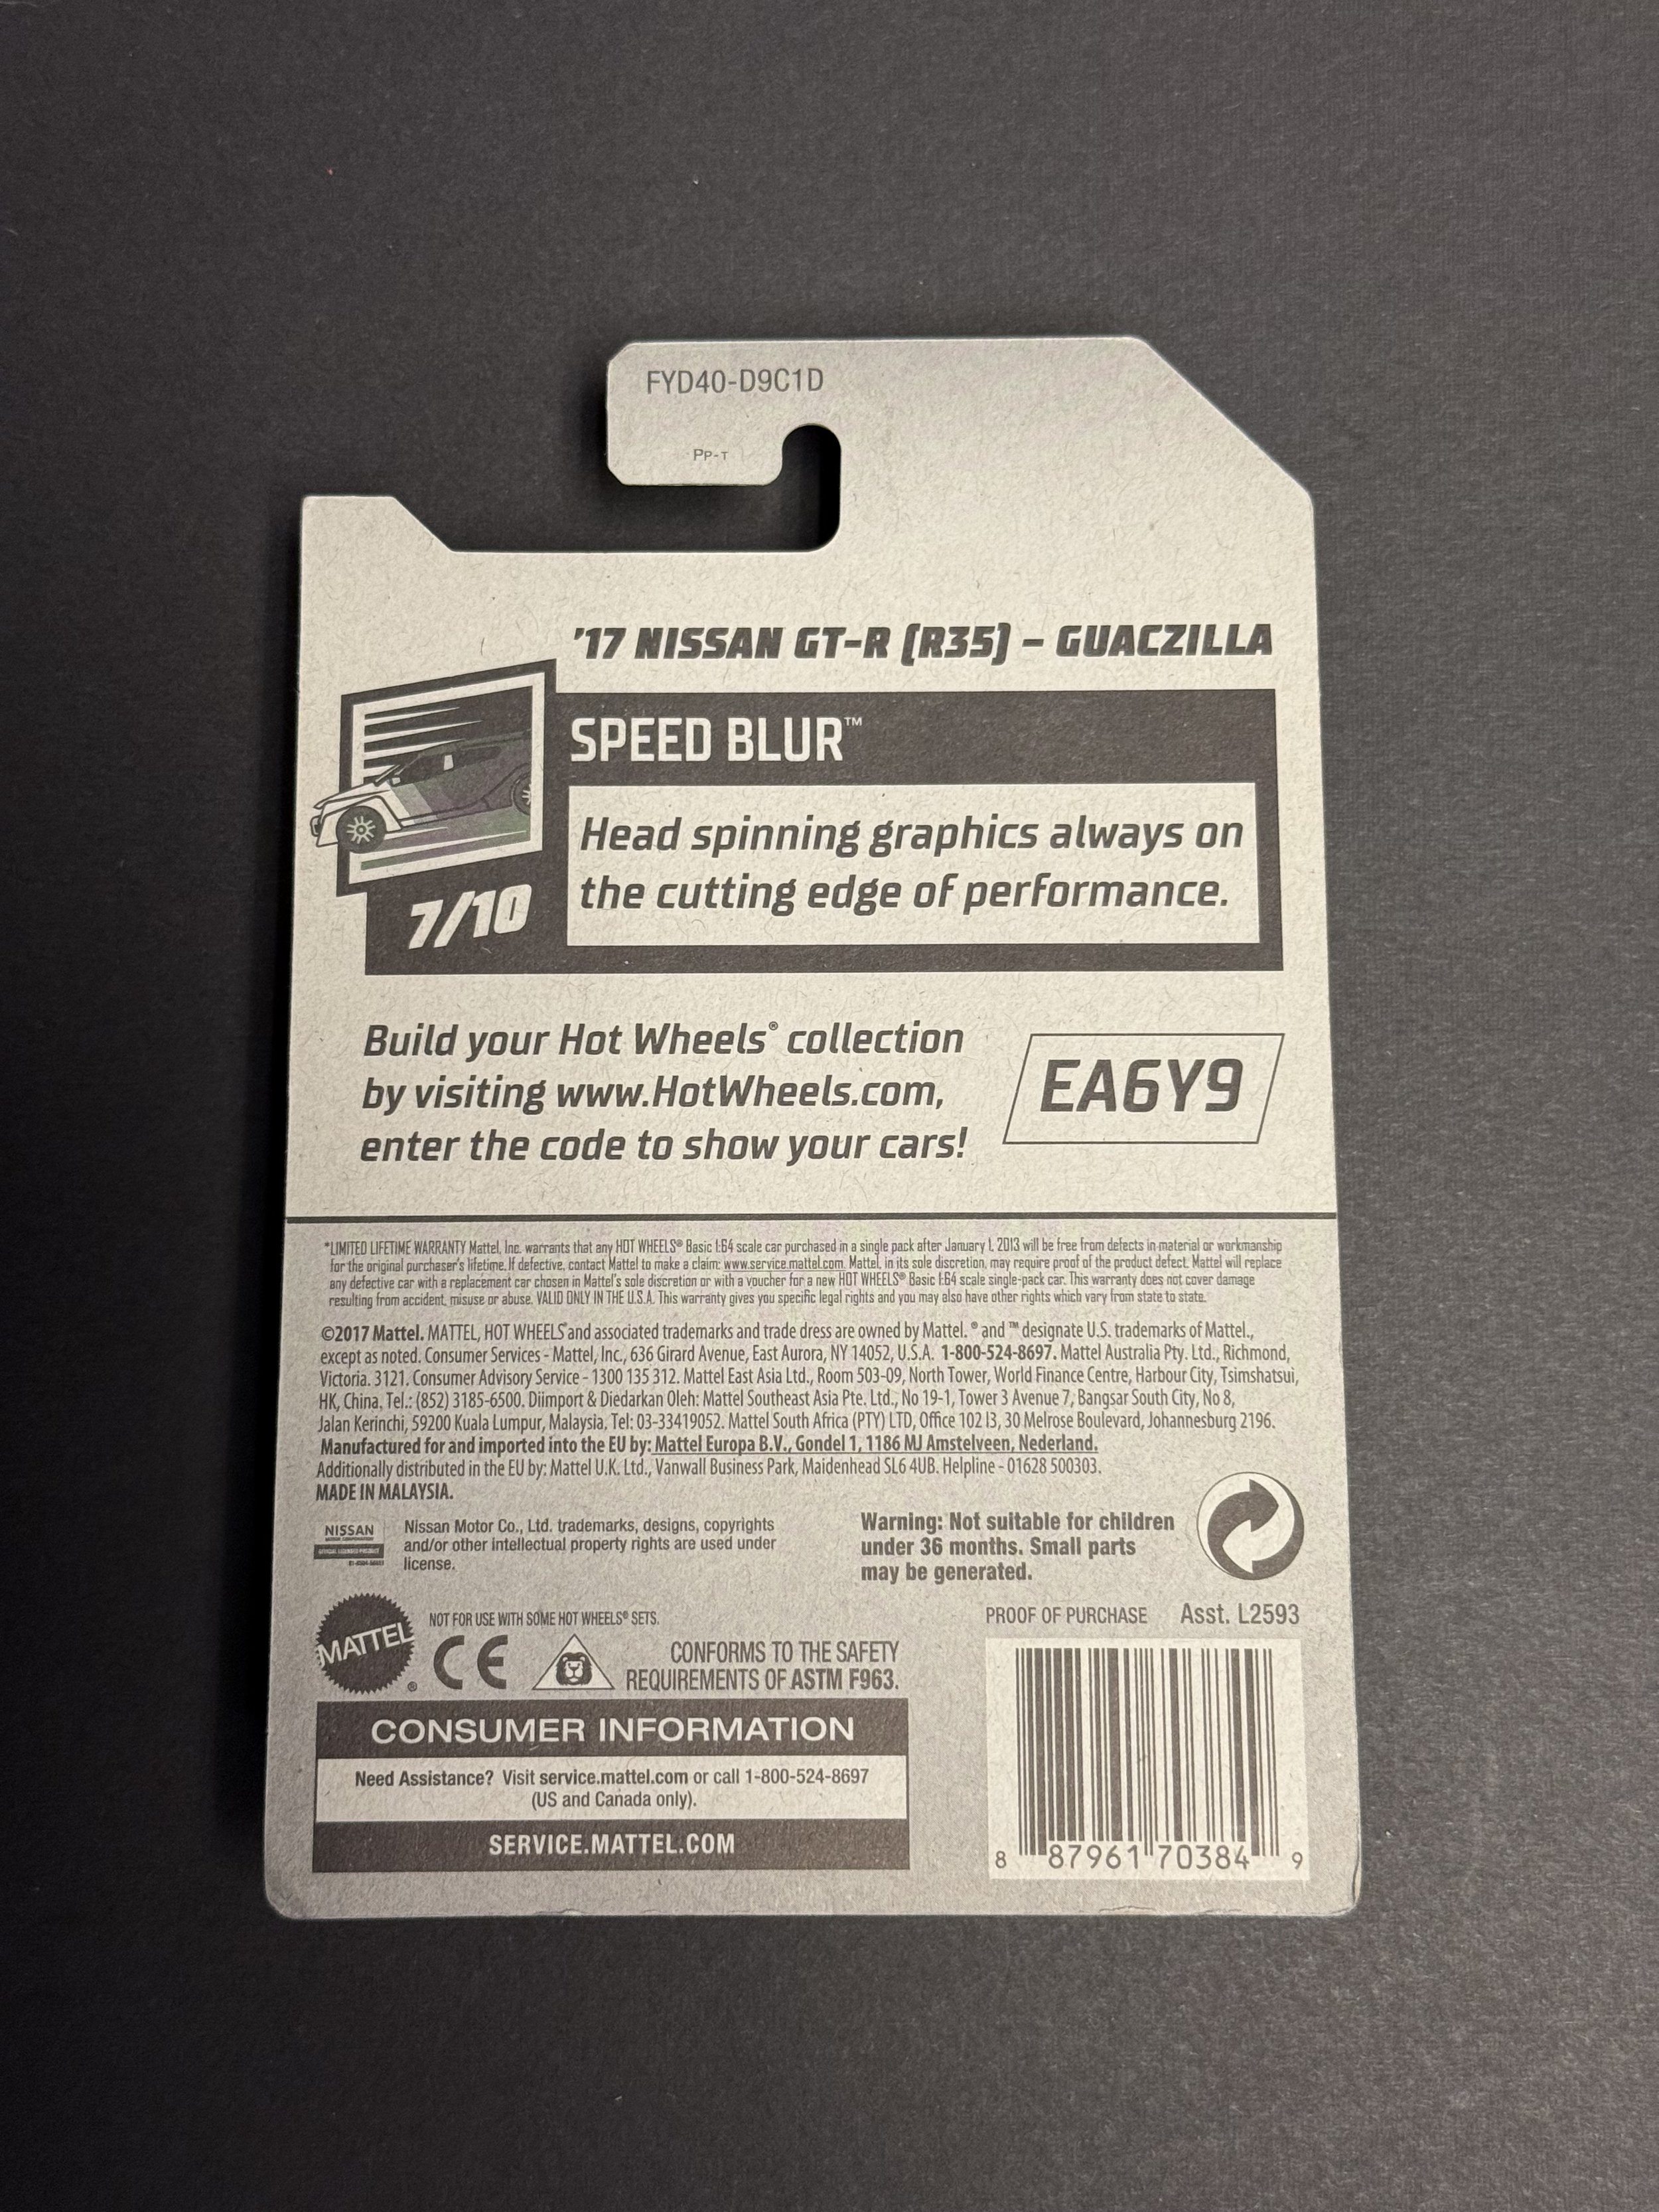 FYD40-D9C1D
PP-T
'17 NISSAN GT-R (R35) – GUACZILLA
SPEED BLUR™
Head spinning graphics always on
the cutting edge of performance.
7/10
Build your Hot Wheels® collection
by visiting www.HotWheels.com,
enter the code to show your cars!
EA6Y9
*LIMITED LIFETIME WARRANTY Mattel, Inc. warrants that any HOT WHEELS® Basic 1:64 scale car purchased in a single pack after January 1, 2013 will be free from defects in material or workmanship
for the original purchaser's lifetime. If defective, contact Mattel to make a claim: www.service.mattel.com. Mattel, in its sole discretion, may require proof of the product defect. Mattel will replace
any defective car with a replacement car chosen in Mattel's sole discretion or with a voucher for a new HOT WHEELS® Basic 1:64 scale single-pack car. This warranty does not cover damage
resulting from accident, misuse or abuse. VALID ONLY IN THE U.S.A. This warranty gives you specific legal rights and you may also have other rights which vary from state to state.
©2017 Mattel. MATTEL, HOT WHEELS® and associated trademarks and trade dress are owned by Mattel. ® and ™ designate U.S. trademarks of Mattel.,
except as noted. Consumer Services - Mattel, Inc., 636 Girard Avenue, East Aurora, NY 14052, U.S.A. 1-800-524-8697. Mattel Australia Pty. Ltd., Richmond,
Victoria. 3121. Consumer Advisory Service - 1300 135 312. Mattel East Asia Ltd., Room 503-09, North Tower, World Finance Centre, Harbour City, Tsimshatsui,
HK, China. Tel.: (852) 3185-6500. Diimport & Diedarkan Oleh: Mattel Southeast Asia Pte. Ltd., No 19-1, Tower 3 Avenue 7, Bangsar South City, No 8,
Jalan Kerinchi, 59200 Kuala Lumpur, Malaysia. Tel: 03-33419052. Mattel South Africa (PTY) LTD, Office 102 I3, 30 Melrose Boulevard, Johannesburg 2196.
Manufactured for and imported into the EU by: Mattel Europa B.V., Gondel 1, 1186 MJ Amstelveen, Nederland.
Additionally distributed in the EU by: Mattel U.K. Ltd., Vanwall Business Park, Maidenhead SL6 4UB. Helpline - 01628 500303.
MADE IN MALAYSIA.
NISSAN
Nissan Motor Co., Ltd. trademarks, designs, copyrights
and/or other intellectual property rights are used under
license.
Warning: Not suitable for children
under 36 months. Small parts
may be generated.
MATTEL®
NOT FOR USE WITH SOME HOT WHEELS® SETS.
CE
CONFORMS TO THE SAFETY
REQUIREMENTS OF ASTM F963.
PROOF OF PURCHASE Asst. L2593
CONSUMER INFORMATION
Need Assistance? Visit service.mattel.com or call 1-800-524-8697
(US and Canada only).
SERVICE.MATTEL.COM
8 87961 70384 9